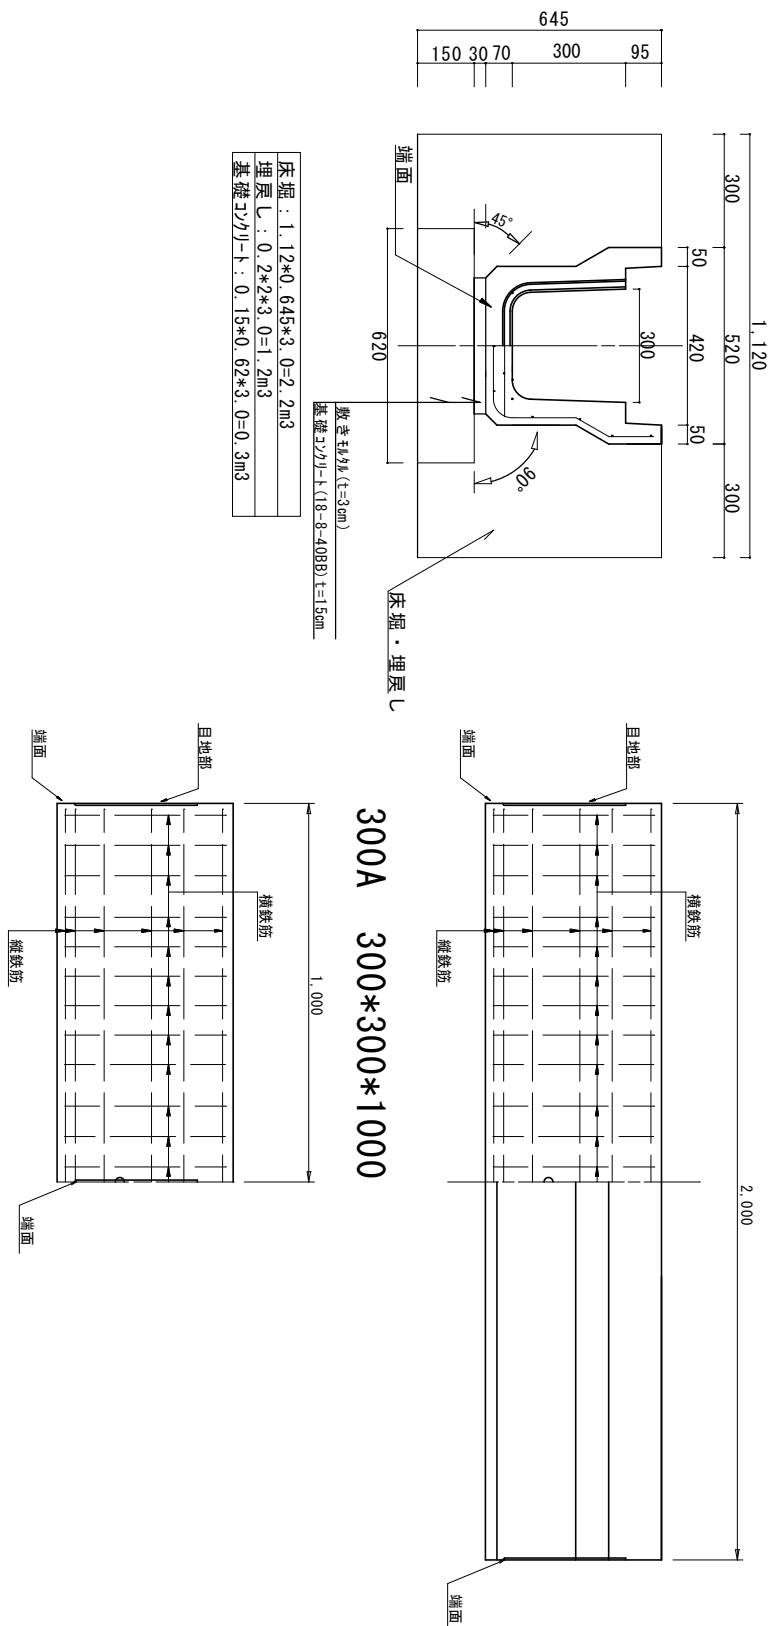 645
150 30 70 300 95
300
50
1,120
520
420
300
50
300
620
45°
90°
端面
床堀・埋戻し
敷きモルタル(t=3cm)
基礎コンクリート(18-8-40BB) t=15cm
床堀：1.12*0.645*3.0=2.2m3
埋戻し：0.2*2*3.0=1.2m3
基礎コンクリート：0.15*0.62*3.0=0.3m3
2,000
端面
目地部
横鉄筋
縦鉄筋
端面
300A 300*300*1000
1,000
端面
目地部
横鉄筋
縦鉄筋
端面